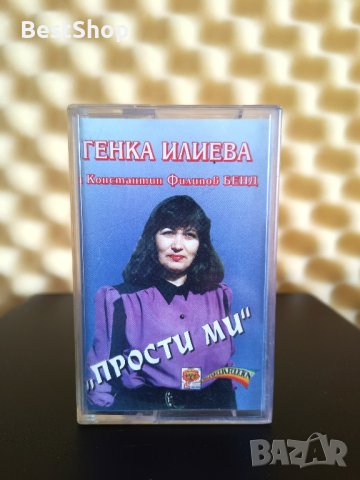 BestShop
ГЕНКА ИЛИЕВА
и Константин Филипов БЕНД
„ПРОСТИ МИ“
BAZAR